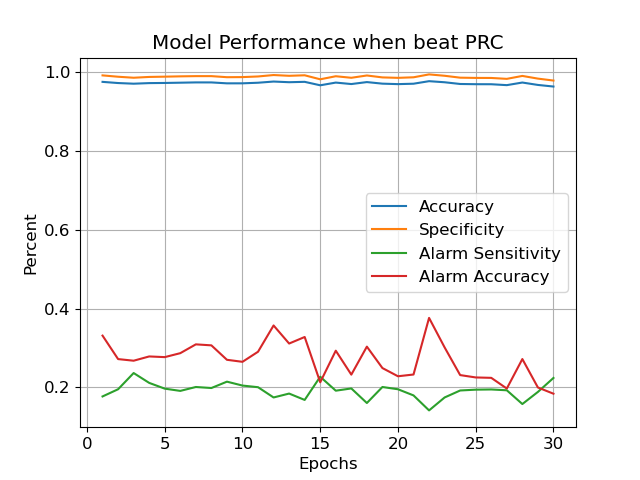 Model Performance when beat PRC
1.0
0.8
0.6
0.4
0.2
Percent
Accuracy
Specificity
Alarm Sensitivity
Alarm Accuracy
0 5 10 15 20 25 30
Epochs